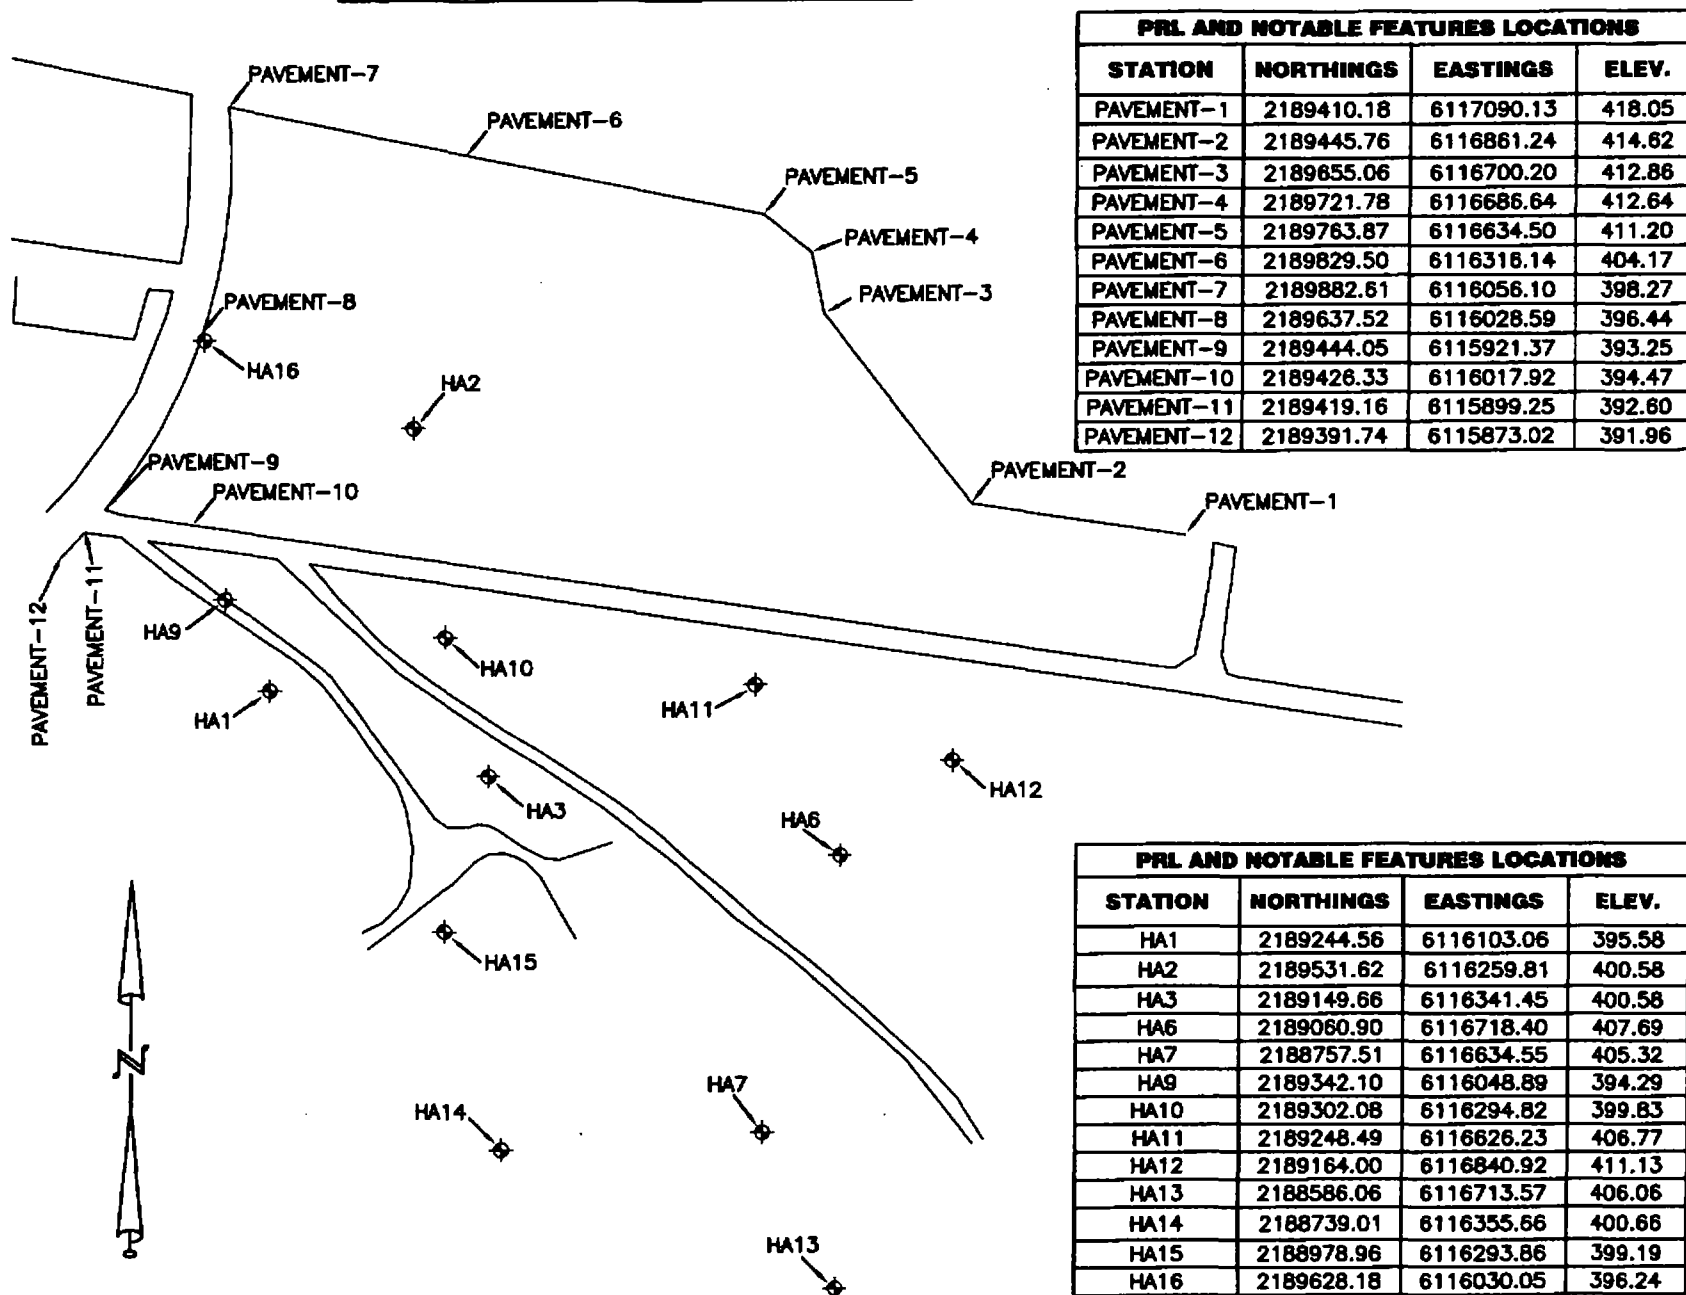 PRL AND NOTABLE FEATURES LOCATIONS
STATION NORTHINGS EASTINGS ELEV.
PAVEMENT-1 2189410.18 6117090.13 418.05
PAVEMENT-2 2189445.76 6116861.24 414.62
PAVEMENT-3 2189655.06 6116700.20 412.86
PAVEMENT-4 2189721.78 6116686.64 412.64
PAVEMENT-5 2189763.87 6116634.50 411.20
PAVEMENT-6 2189829.50 6116316.14 404.17
PAVEMENT-7 2189882.61 6116056.10 398.27
PAVEMENT-8 2189637.52 6116028.59 396.44
PAVEMENT-9 2189444.05 6115921.37 393.25
PAVEMENT-10 2189426.33 6116017.92 394.47
PAVEMENT-11 2189419.16 6115899.25 392.60
PAVEMENT-12 2189391.74 6115873.02 391.96
PAVEMENT-7
PAVEMENT-6
PAVEMENT-5
PAVEMENT-4
PAVEMENT-3
PAVEMENT-8
HA16
HA2
PAVEMENT-9
PAVEMENT-10
PAVEMENT-2
PAVEMENT-1
PAVEMENT-12
PAVEMENT-11
HA9
HA10
HA1
HA11
HA12
HA3
HA6
HA15
N
HA7
HA14
HA13
PRL AND NOTABLE FEATURES LOCATIONS
STATION NORTHINGS EASTINGS ELEV.
HA1 2189244.56 6116103.06 395.58
HA2 2189531.62 6116259.81 400.58
HA3 2189149.66 6116341.45 400.58
HA6 2189060.90 6116718.40 407.69
HA7 2188757.51 6116634.55 405.32
HA9 2189342.10 6116048.89 394.29
HA10 2189302.08 6116294.82 399.83
HA11 2189248.49 6116626.23 406.77
HA12 2189164.00 6116840.92 411.13
HA13 2188586.06 6116713.57 406.06
HA14 2188739.01 6116355.66 400.66
HA15 2188978.96 6116293.86 399.19
HA16 2189628.18 6116030.05 396.24